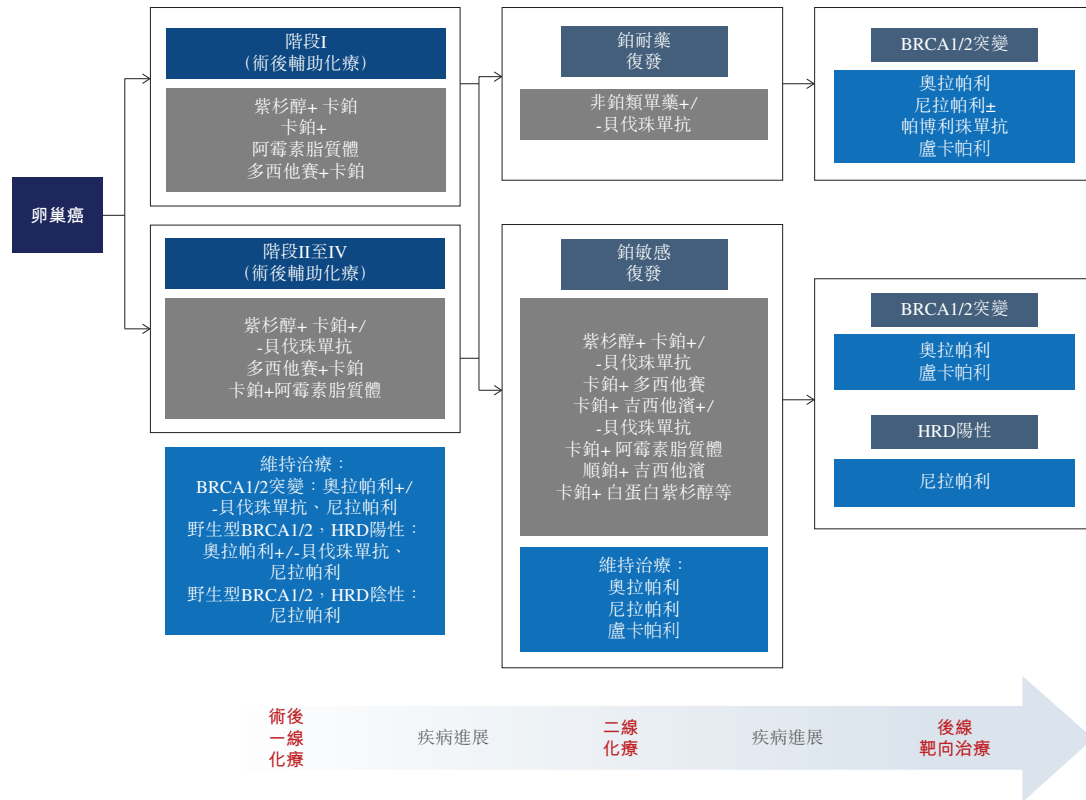 卵巢癌
階段I
(術後輔助化療)
紫杉醇+ 卡鉑
卡鉑+
阿霉素脂質體
多西他賽+卡鉑
階段II至IV
(術後輔助化療)
紫杉醇+ 卡鉑+/
-貝伐珠單抗
多西他賽+卡鉑
卡鉑+阿霉素脂質體
維持治療：
BRCA1/2突變：奧拉帕利+/
-貝伐珠單抗、尼拉帕利
野生型BRCA1/2，HRD陽性：
奧拉帕利+/-貝伐珠單抗、
尼拉帕利
野生型BRCA1/2，HRD陰性：
尼拉帕利
鉑耐藥
復發
非鉑類單藥+/
-貝伐珠單抗
鉑敏感
復發
紫杉醇+ 卡鉑+/
-貝伐珠單抗
卡鉑+ 多西他賽
卡鉑+ 吉西他濱+/
-貝伐珠單抗
卡鉑+ 阿霉素脂質體
順鉑+ 吉西他濱
卡鉑+ 白蛋白紫杉醇等
維持治療：
奧拉帕利
尼拉帕利
盧卡帕利
BRCA1/2突變
奧拉帕利
尼拉帕利±
帕博利珠單抗
盧卡帕利
BRCA1/2突變
奧拉帕利
盧卡帕利
HRD陽性
尼拉帕利
術後
一線
化療
疾病進展
二線
化療
疾病進展
後線
靶向治療